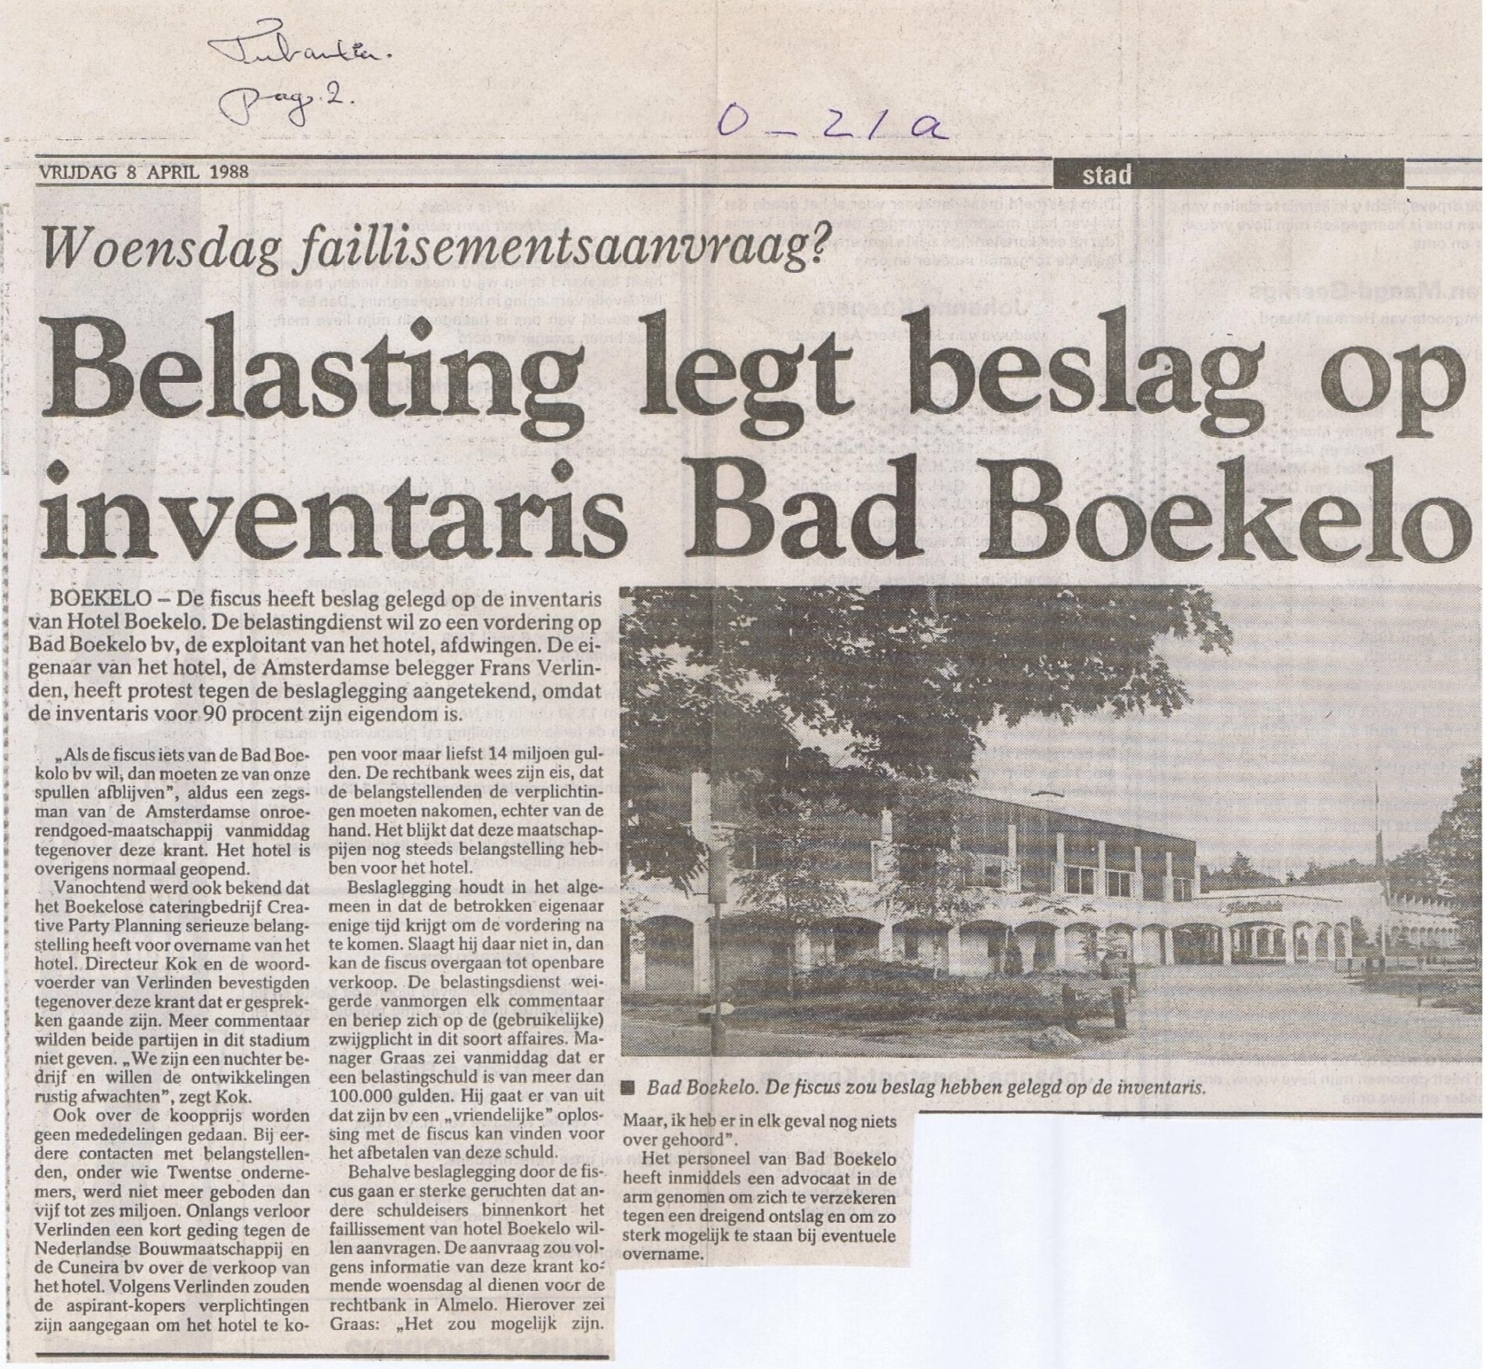 Tubantia.
pag. 2.
0-21a
VRIJDAG 8 APRIL 1988
stad
Woensdag faillisementsaanvraag?
Belasting legt beslag op
inventaris Bad Boekelo
BOEKELO – De fiscus heeft beslag gelegd op de inventaris
van Hotel Boekelo. De belastingdienst wil zo een vordering op
Bad Boekelo bv, de exploitant van het hotel, afdwingen. De ei-
genaar van het hotel, de Amsterdamse belegger Frans Verlin-
den, heeft protest tegen de beslaglegging aangetekend, omdat
de inventaris voor 90 procent zijn eigendom is.
„Als de fiscus iets van de Bad Boe-
kolo bv wil, dan moeten ze van onze
spullen afblijven”, aldus een zegs-
man van de Amsterdamse onroe-
rendgoed-maatschappij vanmiddag
tegenover deze krant. Het hotel is
overigens normaal geopend.
Vanochtend werd ook bekend dat
het Boekelose cateringbedrijf Crea-
tive Party Planning serieuze belang-
stelling heeft voor overname van het
hotel. Directeur Kok en de woord-
voerder van Verlinden bevestigden
tegenover deze krant dat er gesprek-
ken gaande zijn. Meer commentaar
wilden beide partijen in dit stadium
niet geven. „We zijn een nuchter be-
drijf en willen de ontwikkelingen
rustig afwachten”, zegt Kok.
Ook over de koopprijs worden
geen mededelingen gedaan. Bij eer-
dere contacten met belangstellen-
den, onder wie Twentse onderne-
mers, werd niet meer geboden dan
vijf tot zes miljoen. Onlangs verloor
Verlinden een kort geding tegen de
Nederlandse Bouwmaatschappij en
de Cuneira bv over de verkoop van
het hotel. Volgens Verlinden zouden
de aspirant-kopers verplichtingen
zijn aangegaan om het hotel te ko-
pen voor maar liefst 14 miljoen gul-
den. De rechtbank wees zijn eis, dat
de belangstellenden de verplichtin-
gen moeten nakomen, echter van de
hand. Het blijkt dat deze maatschap-
pijen nog steeds belangstelling heb-
ben voor het hotel.
Beslaglegging houdt in het alge-
meen in dat de betrokken eigenaar
enige tijd krijgt om de vordering na
te komen. Slaagt hij daar niet in, dan
kan de fiscus overgaan tot openbare
verkoop. De belastingsdienst wei-
gerde vanmorgen elk commentaar
en beriep zich op de (gebruikelijke)
zwijgplicht in dit soort affaires. Ma-
nager Graas zei vanmiddag dat er
een belastingschuld is van meer dan
100.000 gulden. Hij gaat er van uit
dat zijn bv een „vriendelijke” oplos-
sing met de fiscus kan vinden voor
het afbetalen van deze schuld.
Behalve beslaglegging door de fis-
cus gaan er sterke geruchten dat an-
dere schuldeisers binnenkort het
faillissement van hotel Boekelo wil-
len aanvragen. De aanvraag zou vol-
gens informatie van deze krant ko-
mende woensdag al dienen voor de
rechtbank in Almelo. Hierover zei
Graas: „Het zou mogelijk zijn.
■ Bad Boekelo. De fiscus zou beslag hebben gelegd op de inventaris.
Maar, ik heb er in elk geval nog niets
over gehoord”.
Het personeel van Bad Boekelo
heeft inmiddels een advocaat in de
arm genomen om zich te verzekeren
tegen een dreigend ontslag en om zo
sterk mogelijk te staan bij eventuele
overname.